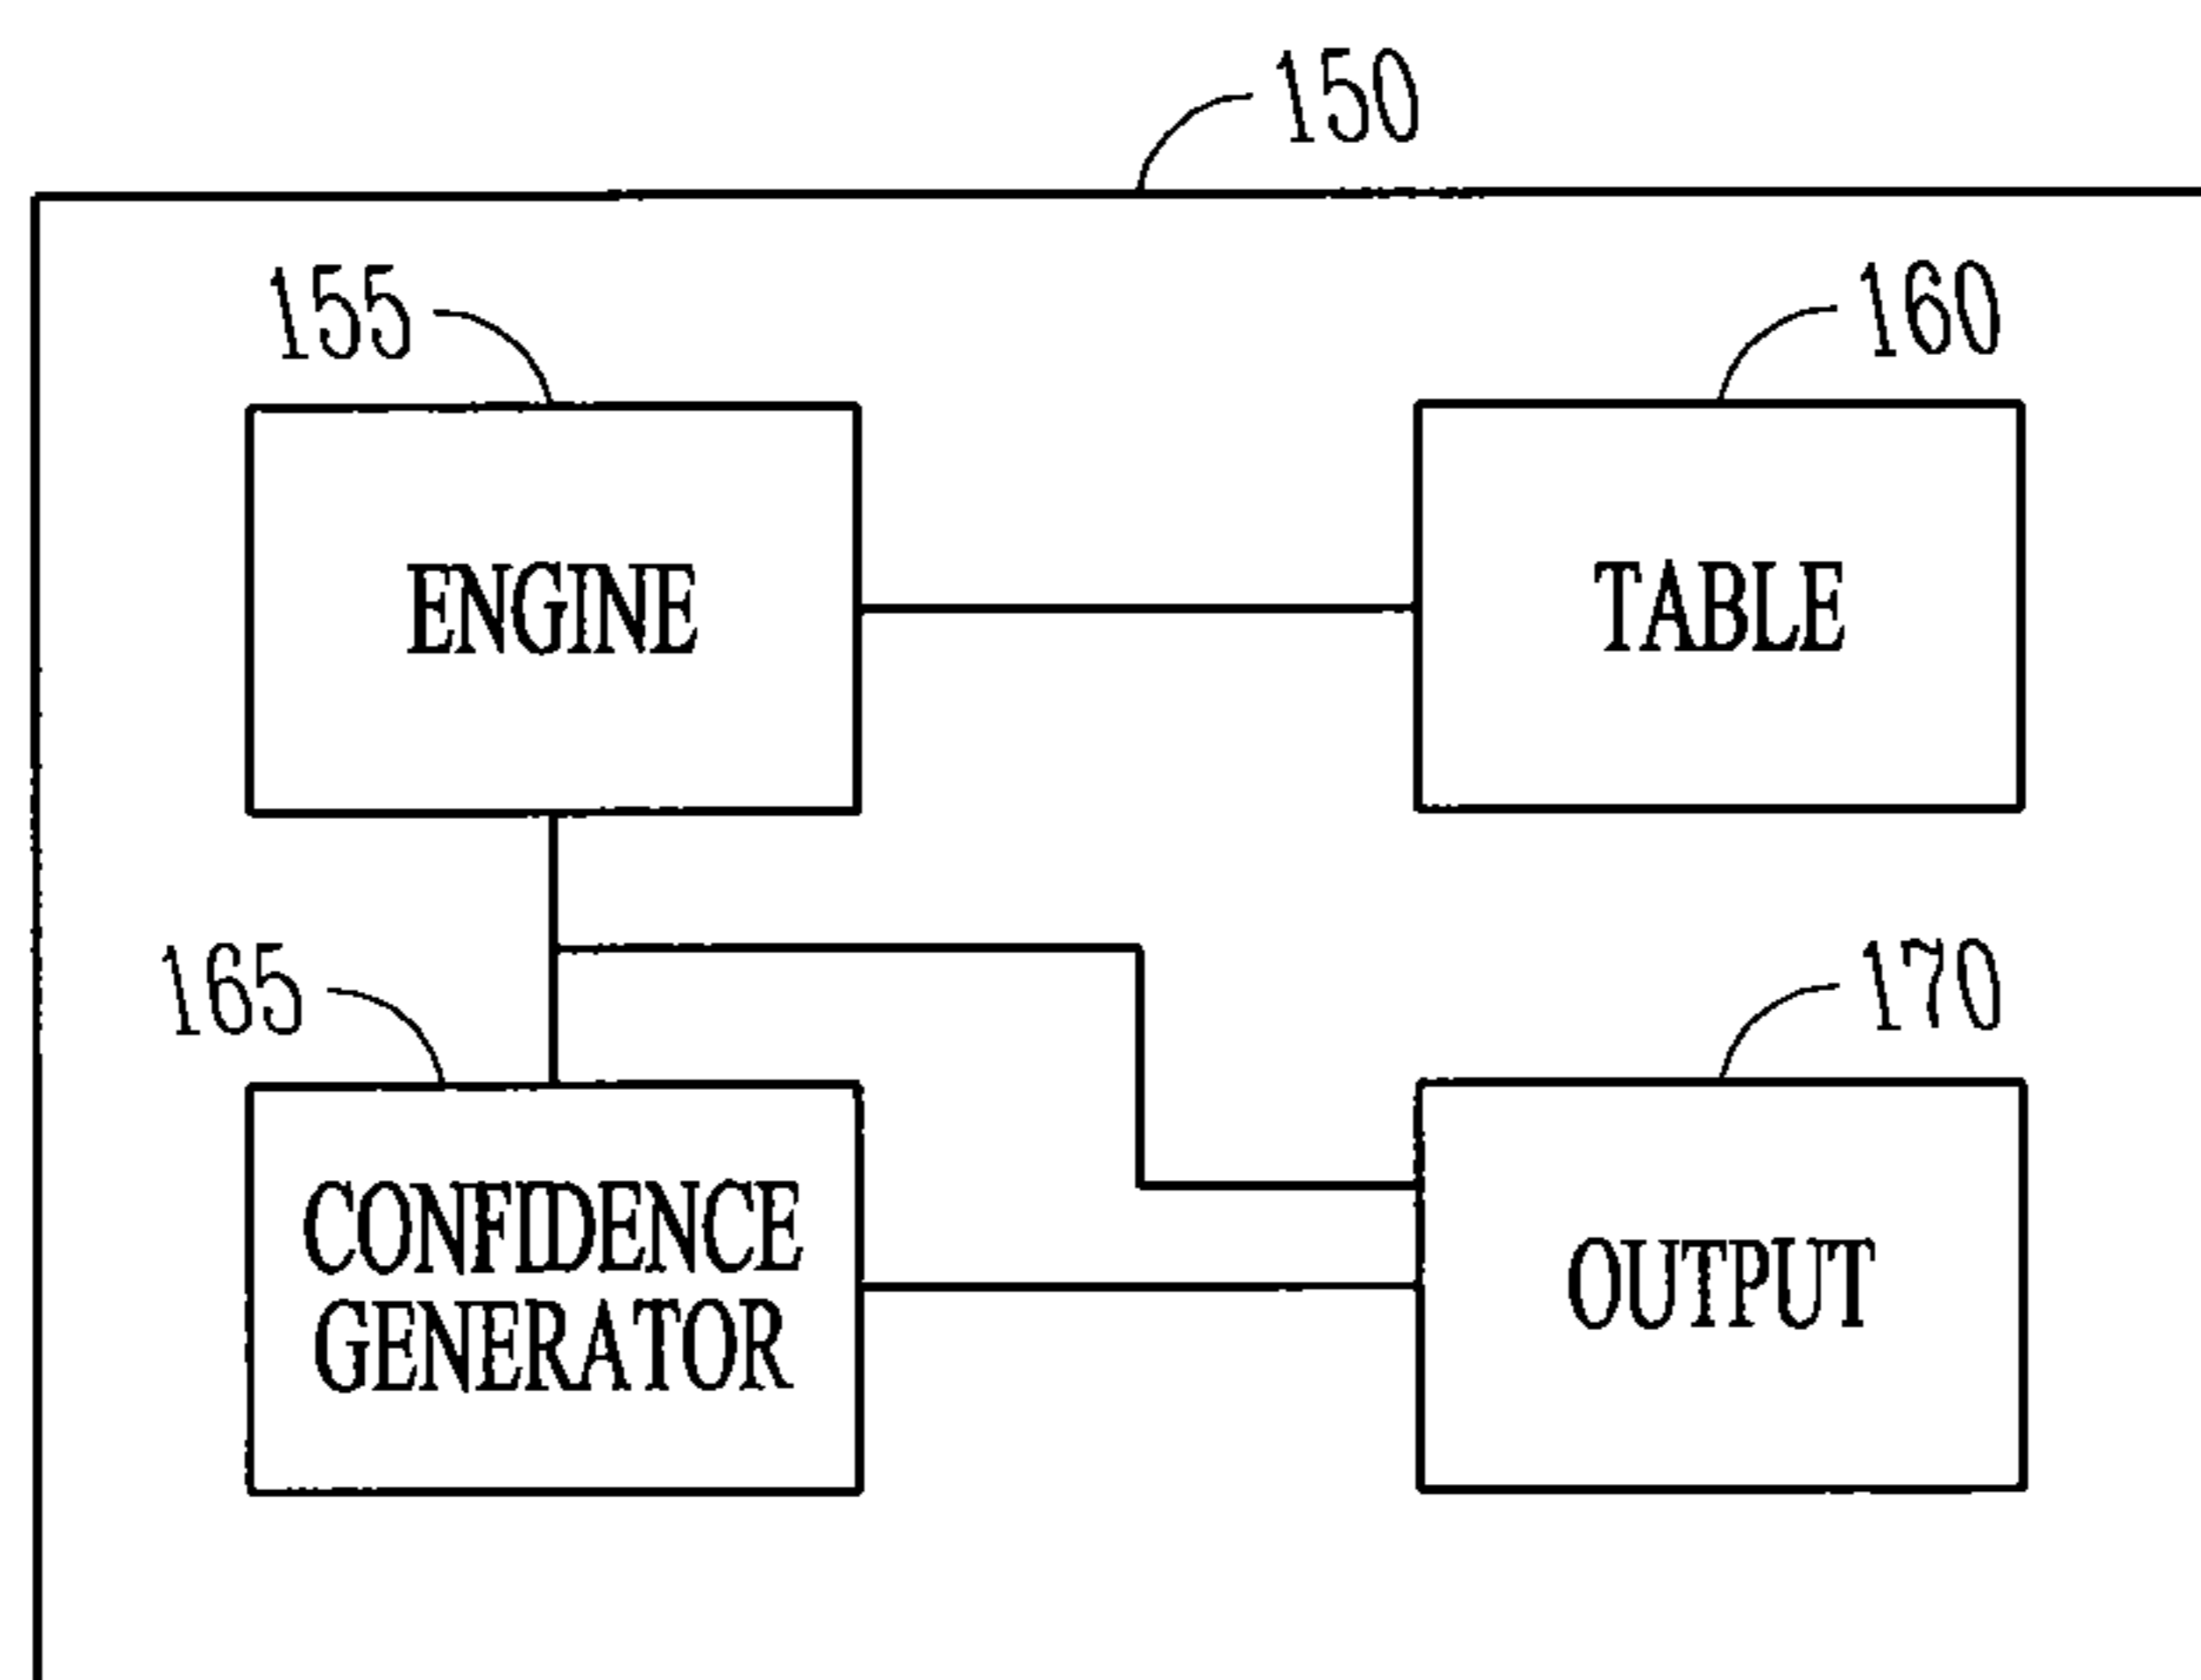 150
155
160
ENGINE
TABLE
165
170
CONFIDENCE
GENERATOR
OUTPUT